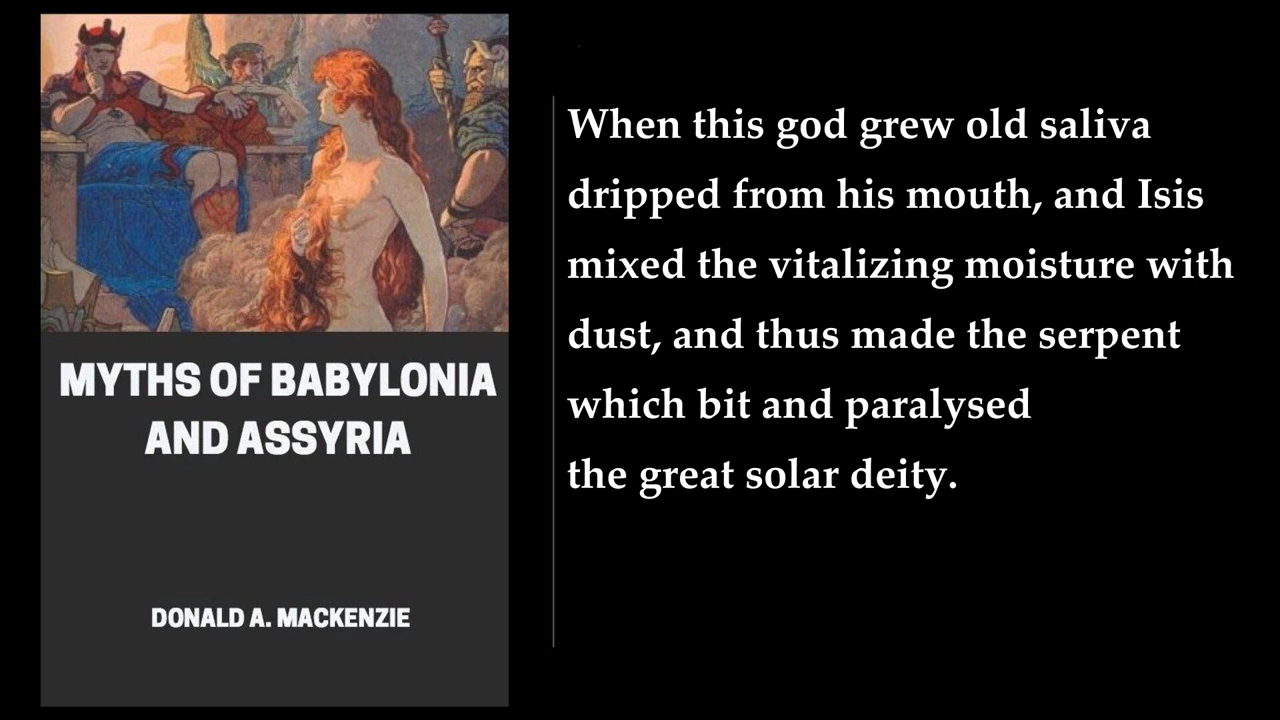 MYTHS OF BABYLONIA
AND ASSYRIA
DONALD A. MACKENZIE
When this god grew old saliva
dripped from his mouth, and Isis
mixed the vitalizing moisture with
dust, and thus made the serpent
which bit and paralysed
the great solar deity.